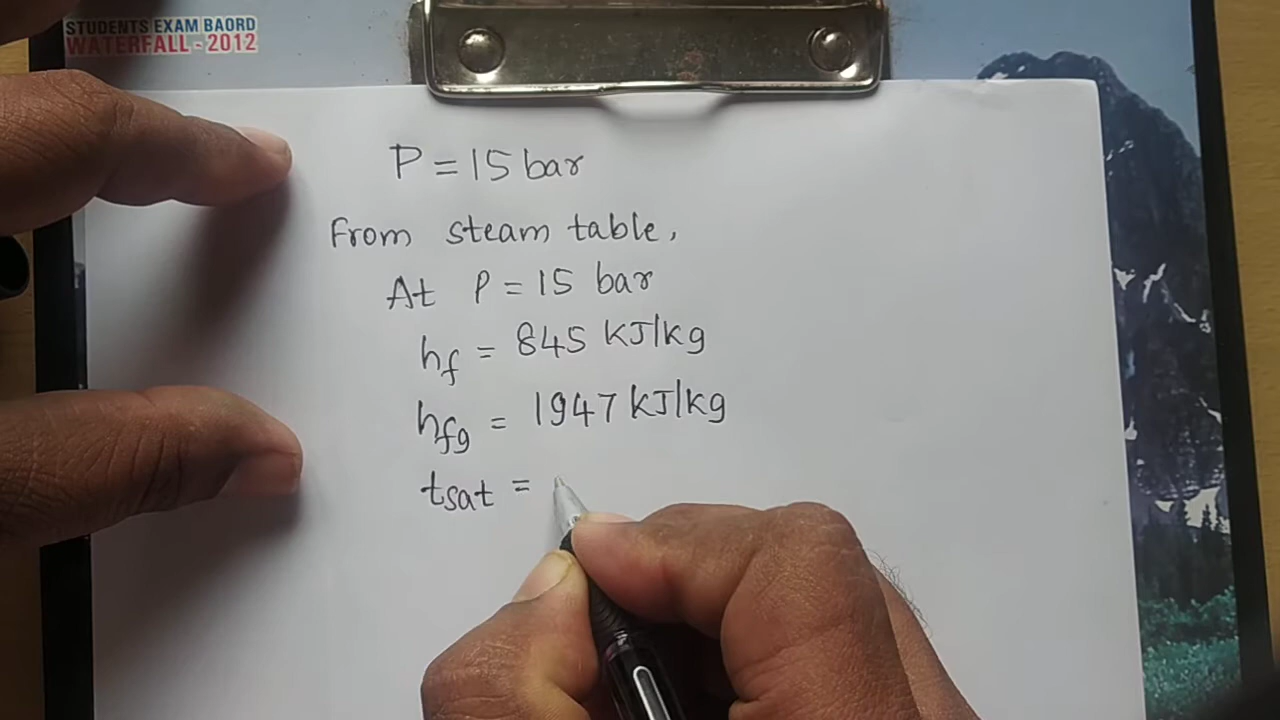 STUDENTS EXAM BAORD
WATERFALL - 2012
P = 15 bar
From steam table,
At P = 15 bar
hf = 845 KJ/kg
hfg = 1947 KJ/kg
tsat =